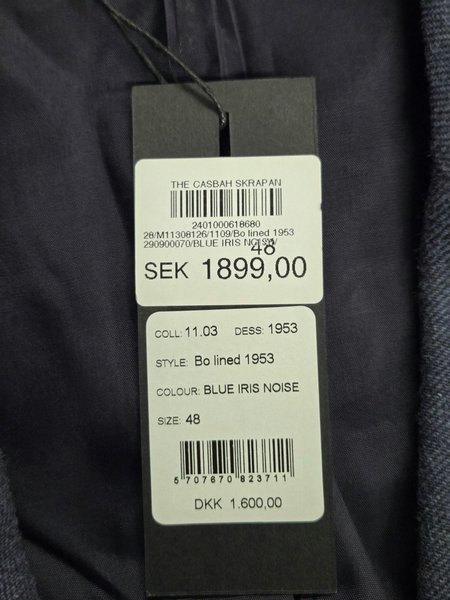 THE CASBAH SKRAPAN
2401000618680
28/M11308126/1109/Bo lined 1953
290900070/BLUE IRIS NOISE/
48
SEK 1899,00
COLL: 11.03 DESS: 1953
STYLE: Bo lined 1953
COLOUR: BLUE IRIS NOISE
SIZE: 48
5 707670 823711
DKK 1.600,00